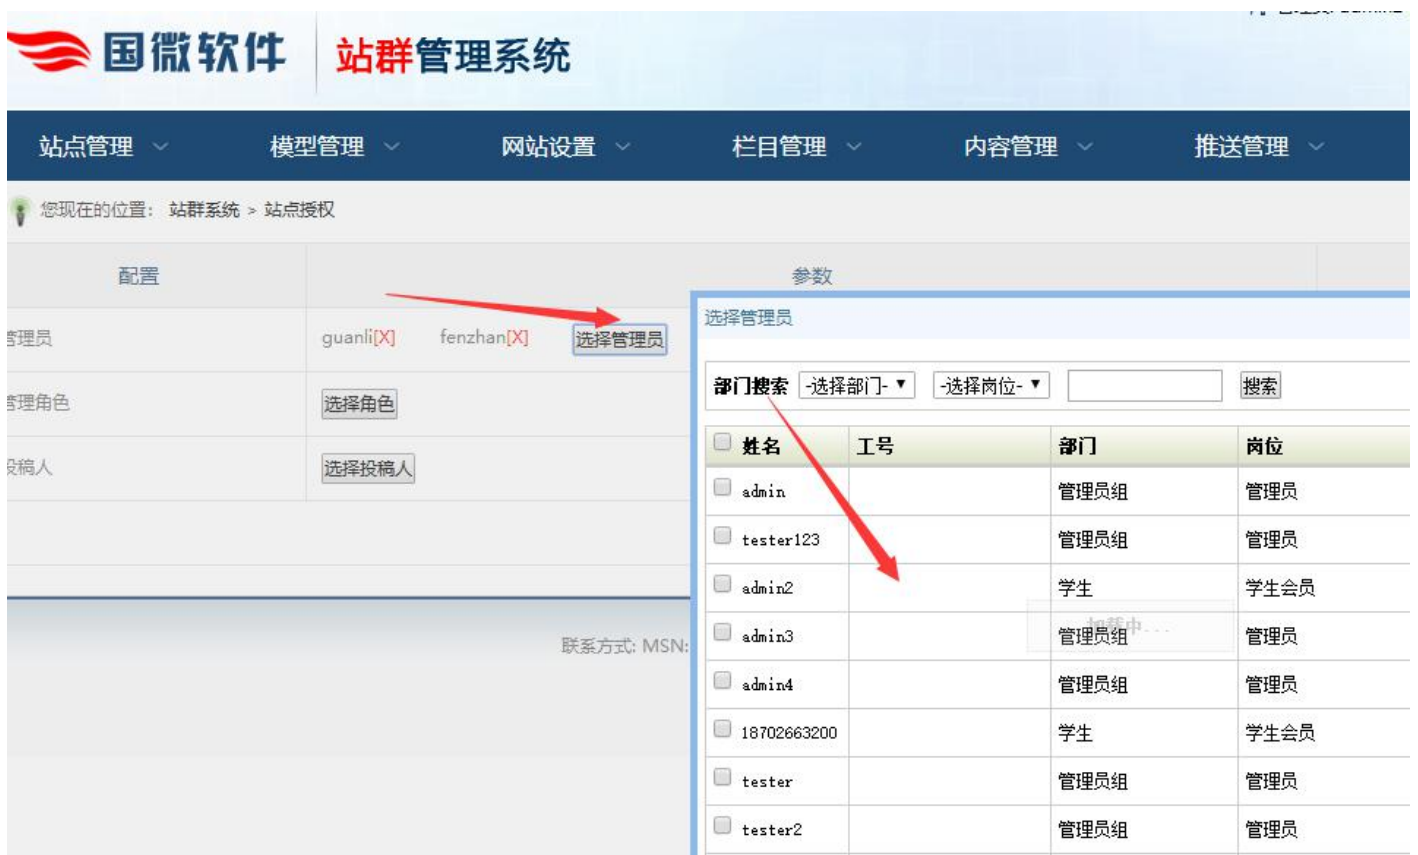 国微软件 站群管理系统
站点管理 模型管理 网站设置 栏目管理 内容管理 推送管理
您现在的位置： 站群系统 > 站点授权
配置 参数
管理员 guanli[X] fenzhan[X] 选择管理员
管理角色 选择角色
投稿人 选择投稿人
联系方式: MSN:
选择管理员
部门搜索 -选择部门- -选择岗位- 搜索
姓名 工号 部门 岗位
admin 管理员组 管理员
tester123 管理员组 管理员
admin2 学生 学生会员
加载中...
admin3 管理员组 管理员
admin4 管理员组 管理员
18702663200 学生 学生会员
tester 管理员组 管理员
tester2 管理员组 管理员